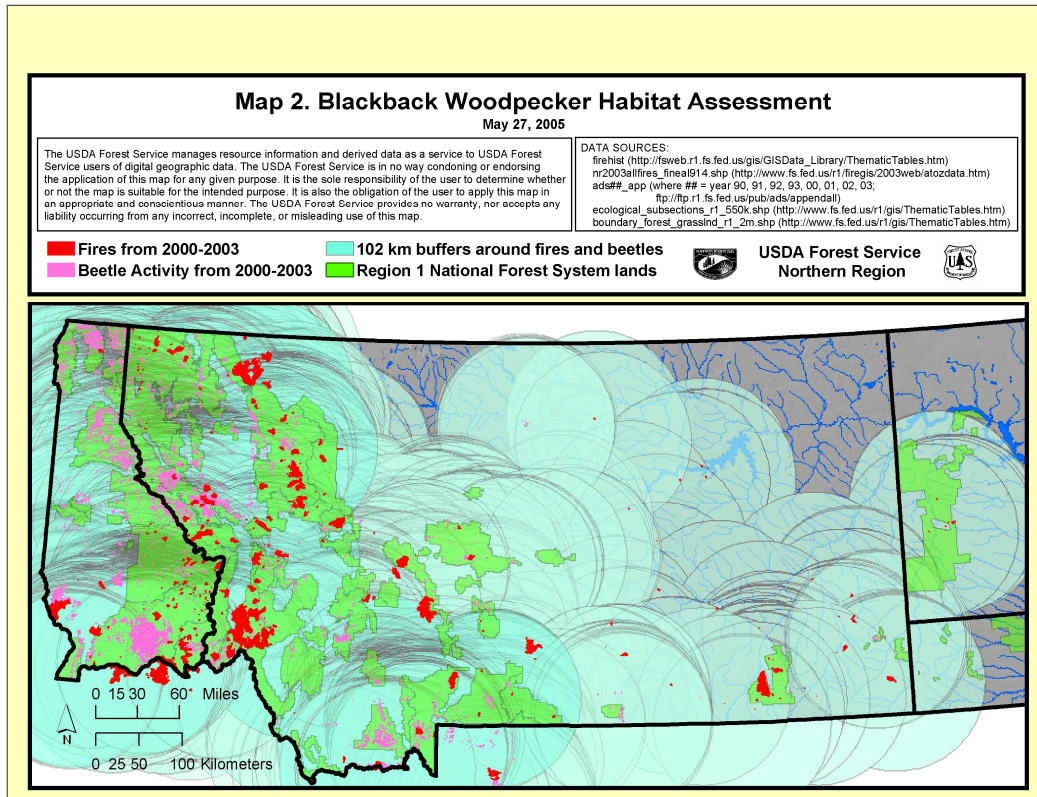 Map 2. Blackback Woodpecker Habitat Assessment
May 27, 2005
The USDA Forest Service manages resource information and derived data as a service to USDA Forest
Service users of digital geographic data. The USDA Forest Service is in no way condoning or endorsing
the application of this map for any given purpose. It is the sole responsibility of the user to determine whether
or not the map is suitable for the intended purpose. It is also the obligation of the user to apply this map in
an appropriate and conscientious manner. The USDA Forest Service provides no warranty, nor accepts any
liability occurring from any incorrect, incomplete, or misleading use of this map.
DATA SOURCES:
firehist (http://fsweb.r1.fs.fed.us/gis/GISData_Library/ThematicTables.htm)
nr2003allfires_fineal914.shp (http://www.fs.fed.us/r1/firegis/2003web/atozdata.htm)
ads##_app (where ## = year 90, 91, 92, 93, 00, 01, 02, 03;
ftp://ftp.r1.fs.fed.us/pub/ads/appendall)
ecological_subsections_r1_550k.shp (http://www.fs.fed.us/r1/gis/ThematicTables.htm)
boundary_forest_grasslnd_r1_2m.shp (http://www.fs.fed.us/r1/gis/ThematicTables.htm)
Fires from 2000-2003
Beetle Activity from 2000-2003
102 km buffers around fires and beetles
Region 1 National Forest System lands
USDA Forest Service
Northern Region
U S
0 15 30 60 Miles
N
0 25 50 100 Kilometers